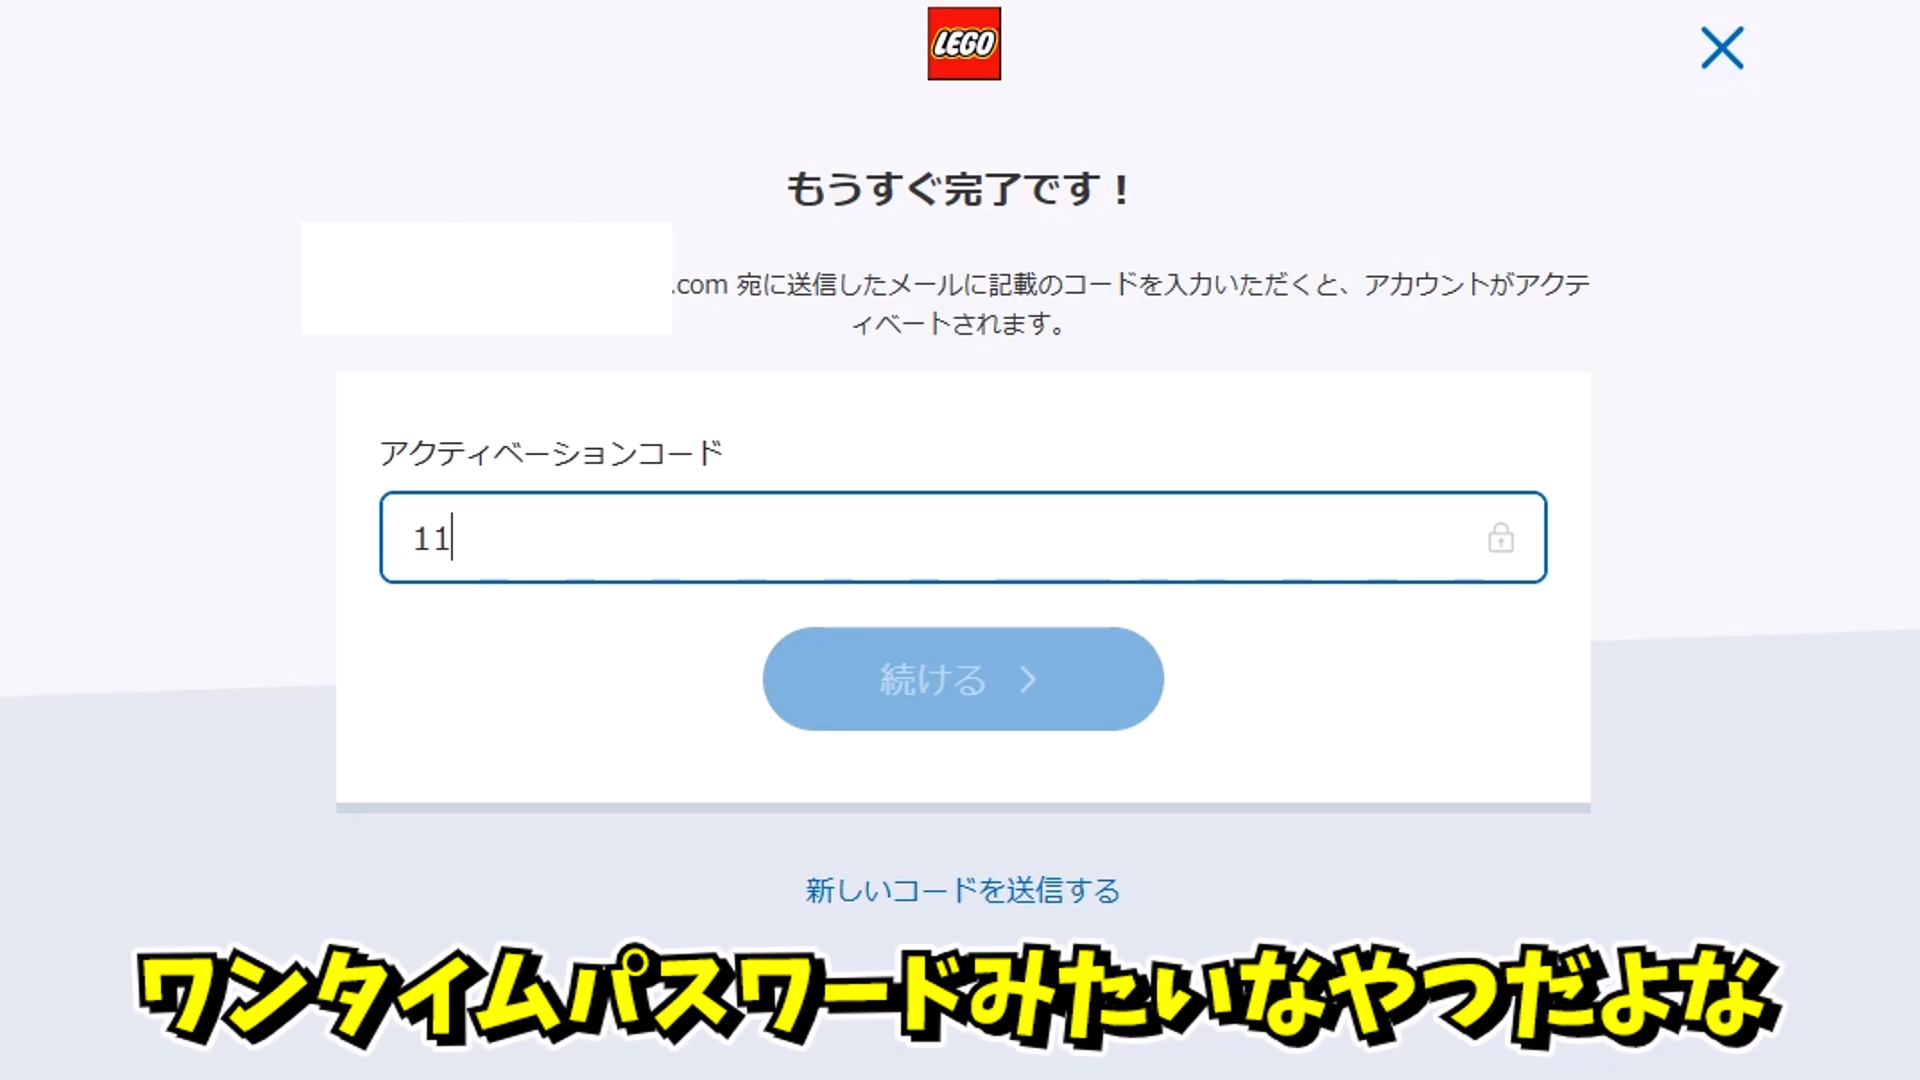 LEGO
もうすぐ完了です！
.com 宛に送信したメールに記載のコードを入力いただくと、アカウントがアクテ
ィベートされます。
アクティベーションコード
11
続ける
新しいコードを送信する
ワンタイムパスワードみたいなやつだよな